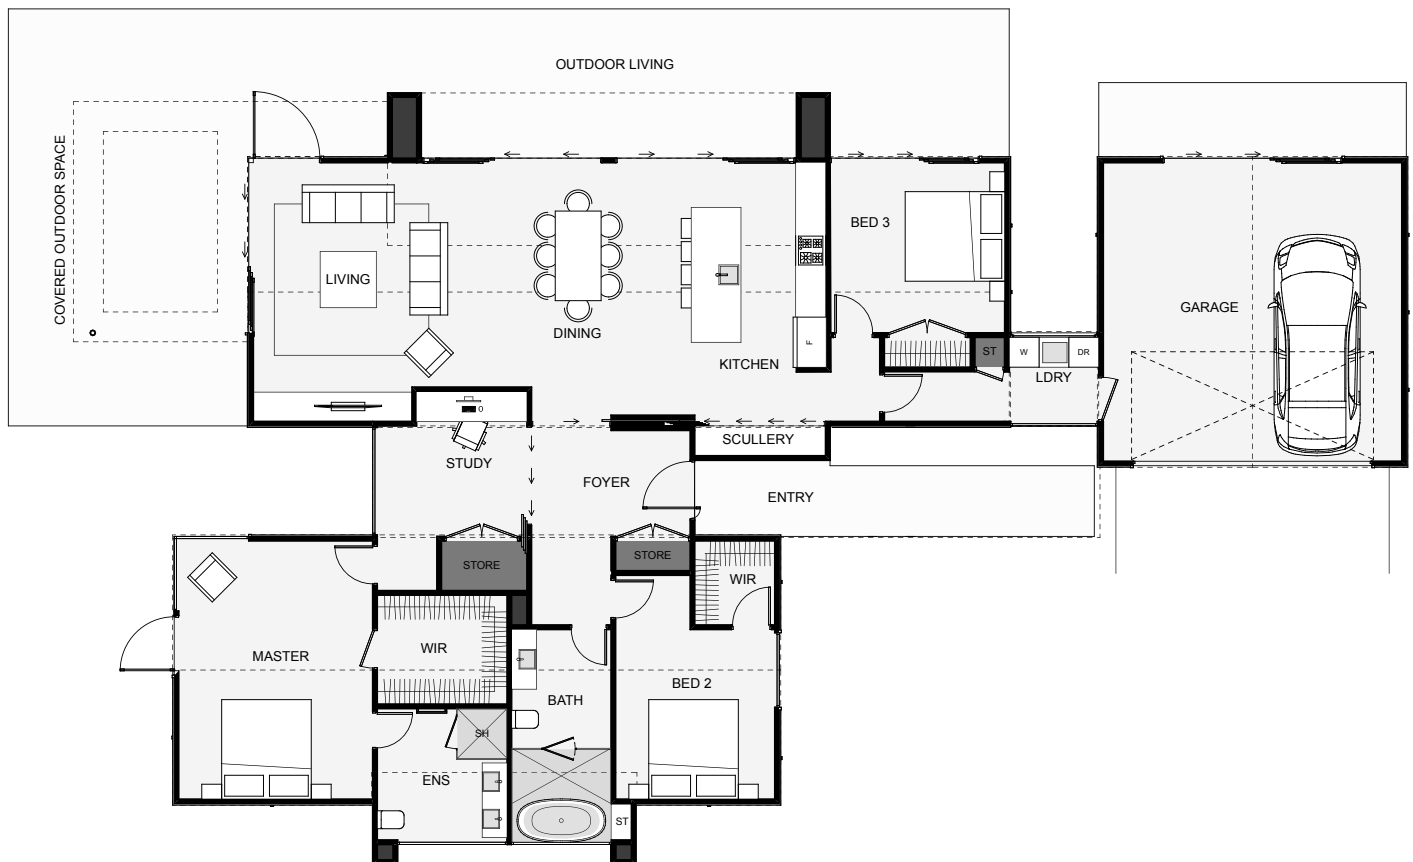 OUTDOOR LIVING
COVERED OUTDOOR SPACE
BED 3
LIVING
GARAGE
DINING
F
KITCHEN
ST
W
DR
LDRY
0
SCULLERY
STUDY
FOYER
ENTRY
STORE
STORE
WIR
WIR
MASTER
BED 2
BATH
SH
ENS
ST